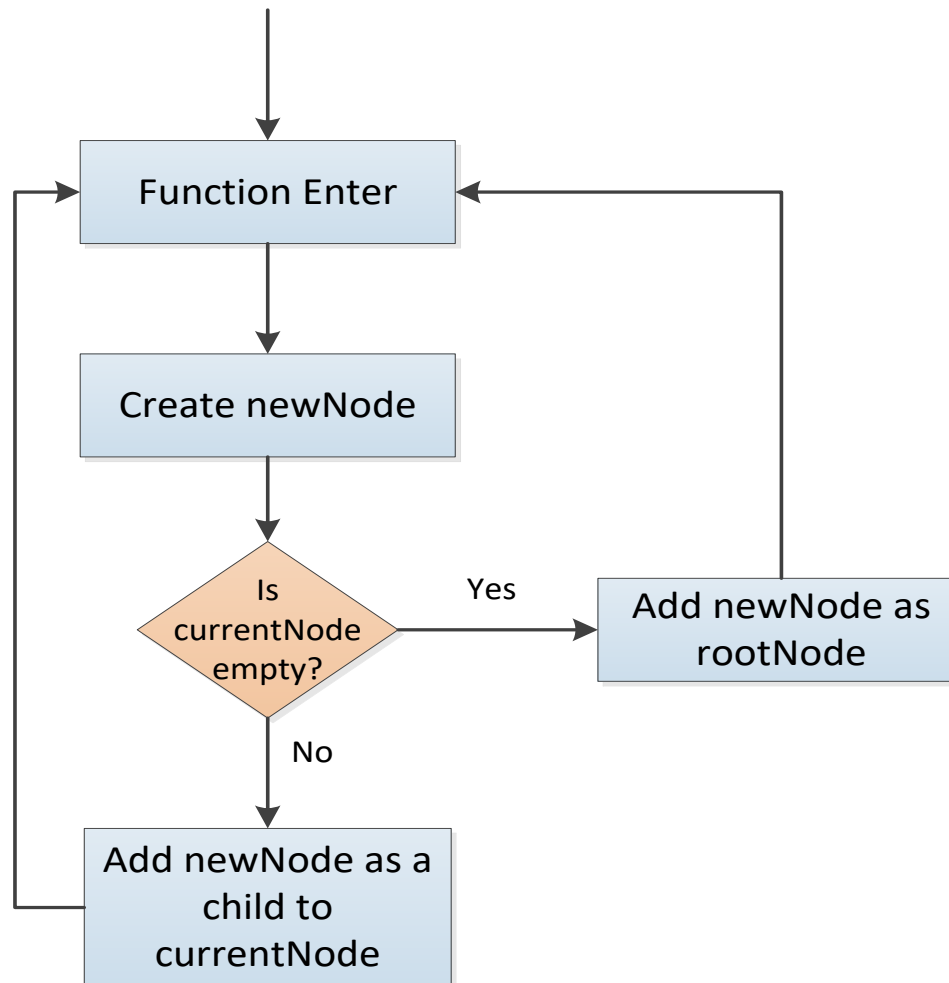 Function Enter
Create newNode
Is
currentNode
empty?
Yes
Add newNode as
rootNode
No
Add newNode as a
child to
currentNode